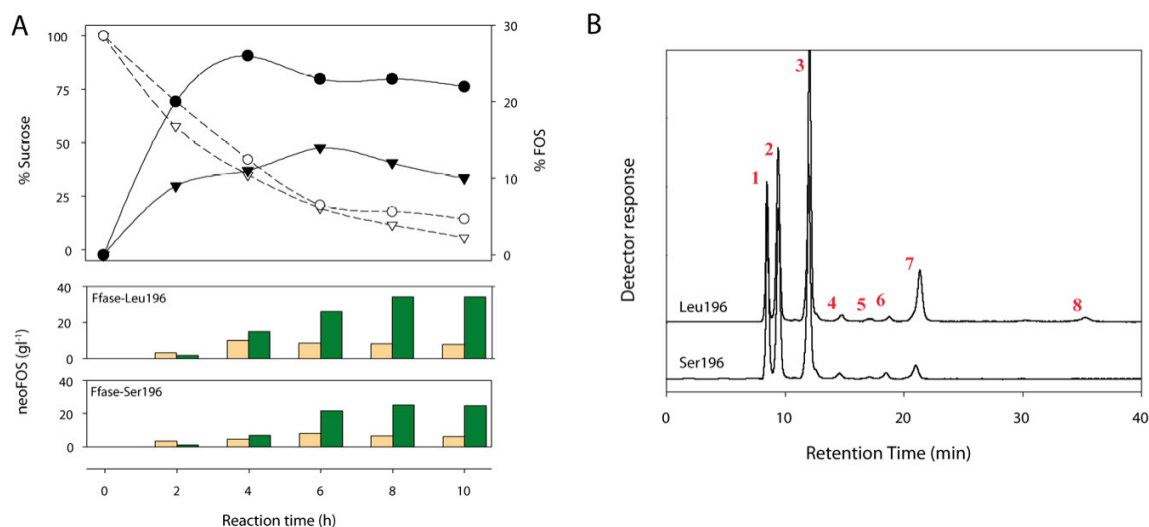 A
100
75
50
25
0
% Sucrose
30
20
10
0
% FOS
Ffase-Leu196
40
20
0
Ffase-Ser196
40
20
0
neoFOS (gl-1)
0 2 4 6 8 10
Reaction time (h)
B
Detector response
1
2
3
4
5
6
7
8
Leu196
Ser196
0 10 20 30 40
Retention Time (min)